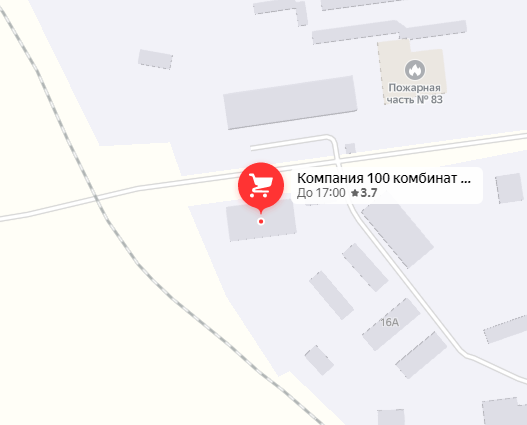 Пожарная
часть № 83
Компания 100 комбинат ...
До 17:00 ★3.7
16А